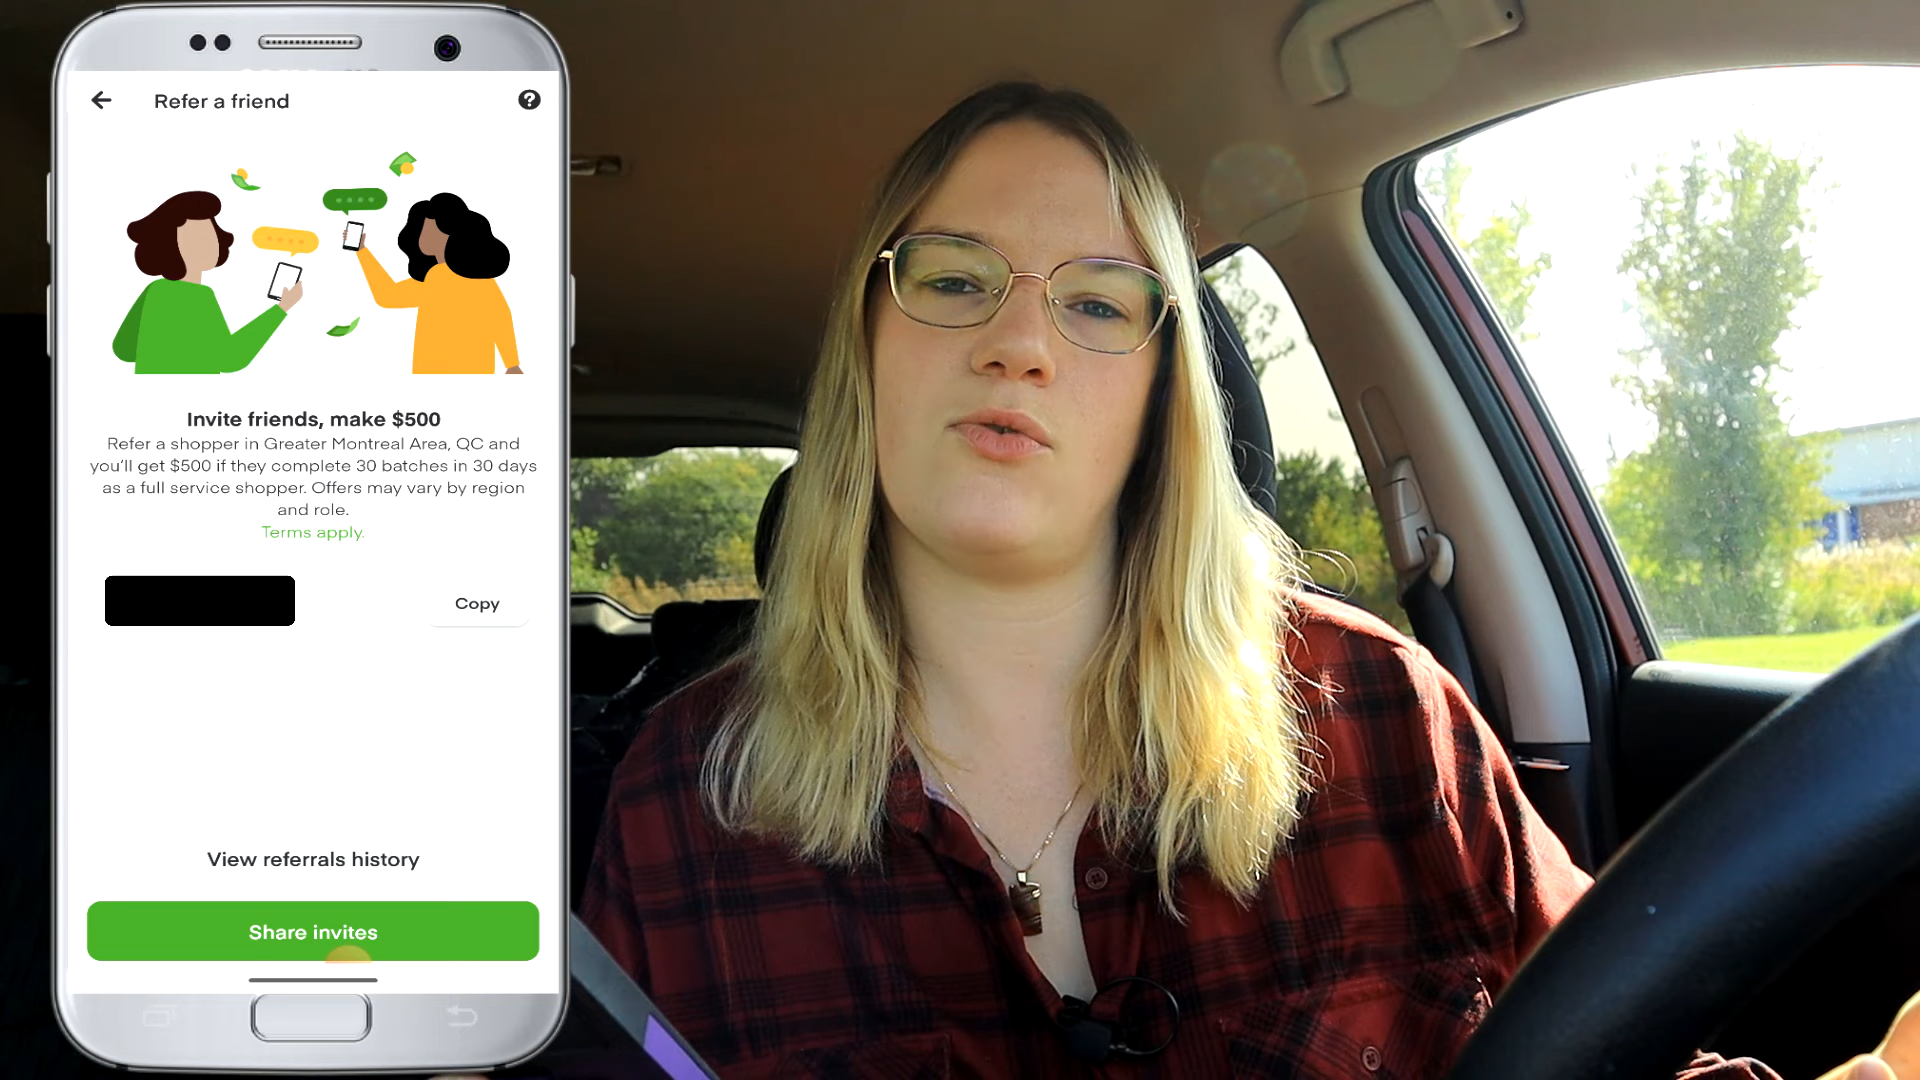 Refer a friend
Invite friends, make $500
Refer a shopper in Greater Montreal Area, QC and
you'll get $500 if they complete 30 batches in 30 days
as a full service shopper. Offers may vary by region
and role.
Terms apply.
Copy
View referrals history
Share invites